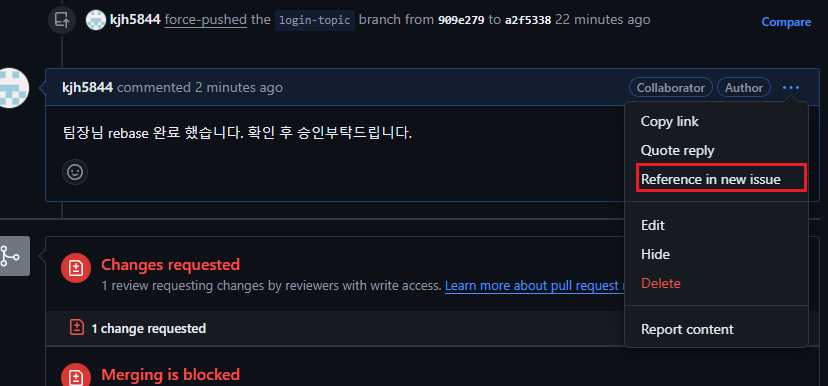 kjh5844 force-pushed the login-topic branch from 909e279 to a2f5338 22 minutes ago
Compare
kjh5844 commented 2 minutes ago
Collaborator
Author
팀장님 rebase 완료 했습니다. 확인 후 승인부탁드립니다.
Copy link
Quote reply
Reference in new issue
Edit
Hide
Delete
Report content
Changes requested
1 review requesting changes by reviewers with write access. Learn more about pull request
1 change requested
Merging is blocked